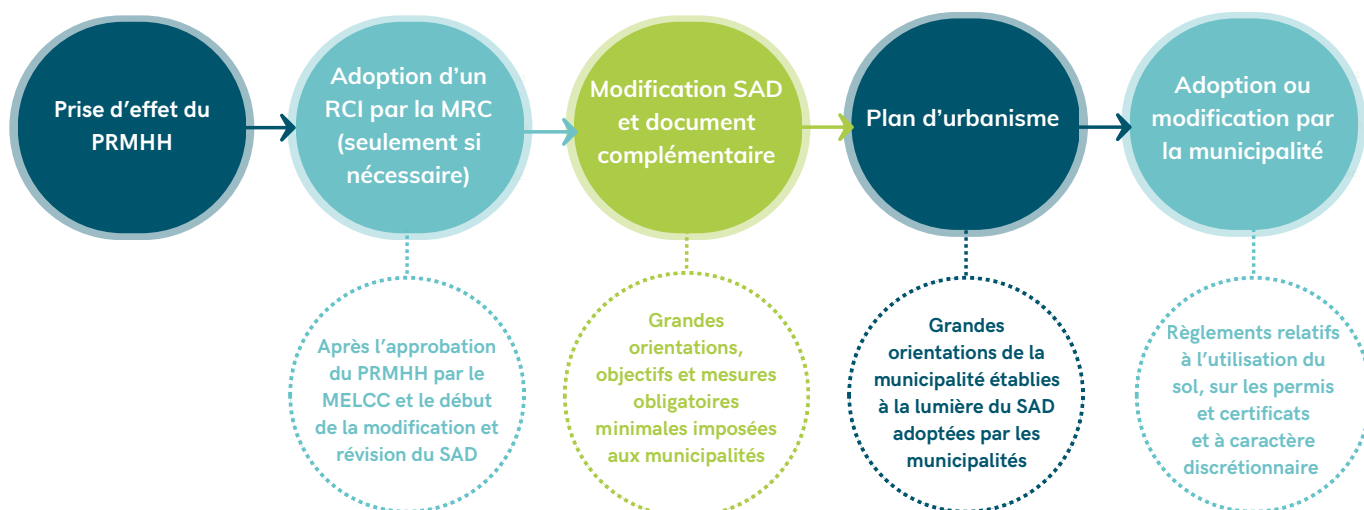 Prise d'effet du
PRMHH
Adoption d'un
RCI par la MRC
(seulement si
nécessaire)
Modification SAD
et document
complémentaire
Plan d'urbanisme
Adoption ou
modification par
la municipalité
Après l'approbation
du PRMHH par le
MELCC et le début
de la modification et
révision du SAD
Grandes
orientations,
objectifs et mesures
obligatoires
minimales imposées
aux municipalités
Grandes
orientations de la
municipalité établies
à la lumière du SAD
adoptées par les
municipalités
Règlements relatifs
à l'utilisation du
sol, sur les permis
et certificats
et à caractère
discrétionnaire